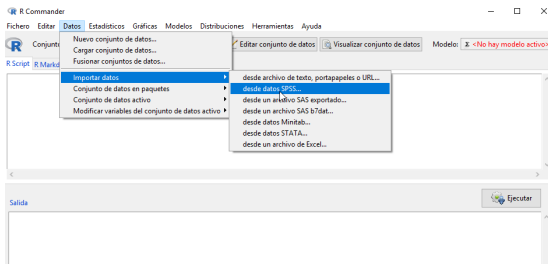 R Commander
Fichero Editar Datos Estadísticos Gráficas Modelos Distribuciones Herramientas Ayuda
Nuevo conjunto de datos...
Cargar conjunto de datos...
Fusionar conjuntos de datos...
Conjunto
Editar conjunto de datos Visualizar conjunto de datos Modelo: Σ <No hay modelo activo>
R Script R Markd
Importar datos
Conjunto de datos en paquetes
Conjunto de datos activo
Modificar variables del conjunto de datos activo
desde archivo de texto, portapapeles o URL...
desde datos SPSS...
desde un archivo SAS exportado...
desde un archivo SAS b7dat...
desde datos Minitab...
desde datos STATA...
desde un archivo de Excel...
Salida
Ejecutar